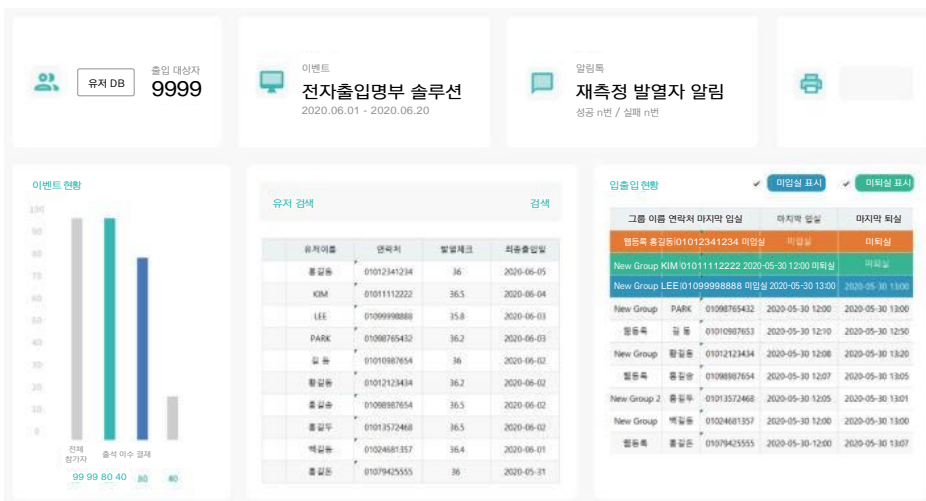 유저 DB
출입 대상자
9999
이벤트
전자출입명부 솔루션
2020.06.01 - 2020.06.20
알림톡
재측정 발열자 알림
성공 n번 / 실패 n번
이벤트 현황
100
90
80
70
60
50
40
30
20
10
0
전체 참가자 출석 이수 결재
99 99 80 40 80 40
유저 검색 검색
유저이름 연락처 발열체크 최종출입일
홍길동 01012341234 36 2020-06-05
KIM 01011112222 36.5 2020-06-04
LEE 01099998888 35.8 2020-06-03
PARK 01098765432 36.2 2020-06-03
길 동 01010987654 36 2020-06-02
황길동 01012123434 36.2 2020-06-02
홍길송 01098987654 36.5 2020-06-02
홍길두 01013572468 36.5 2020-06-02
백길동 01024681357 36.4 2020-06-01
홍길돈 01079425555 36 2020-05-31
입출입 현황 미입실 표시 미퇴실 표시
그룹 이름 연락처 마지막 입실 마지막 입실 마지막 퇴실
웹등록 홍길동|01012341234 미입실 미입실 미퇴실
New Group KIM|01011112222 2020-05-30 12:00 미퇴실 미퇴실
New Group LEE|01099998888 미입실 2020-05-30 13:00 2020-05-30 13:00
New Group PARK 01098765432 2020-05-30 12:00 2020-05-30 13:00
웹등록 길 동 01010987653 2020-05-30 12:10 2020-05-30 12:50
New Group 황길동 01012123434 2020-05-30 12:08 2020-05-30 13:20
웹등록 홍길송 01098987654 2020-05-30 12:07 2020-05-30 13:05
New Group 2 홍길두 01013572468 2020-05-30 12:05 2020-05-30 13:01
New Group 백길동 01024681357 2020-05-30 12:00 2020-05-30 13:00
웹등록 홍길돈 01079425555 2020-05-30-12:00 2020-05-30 13:07